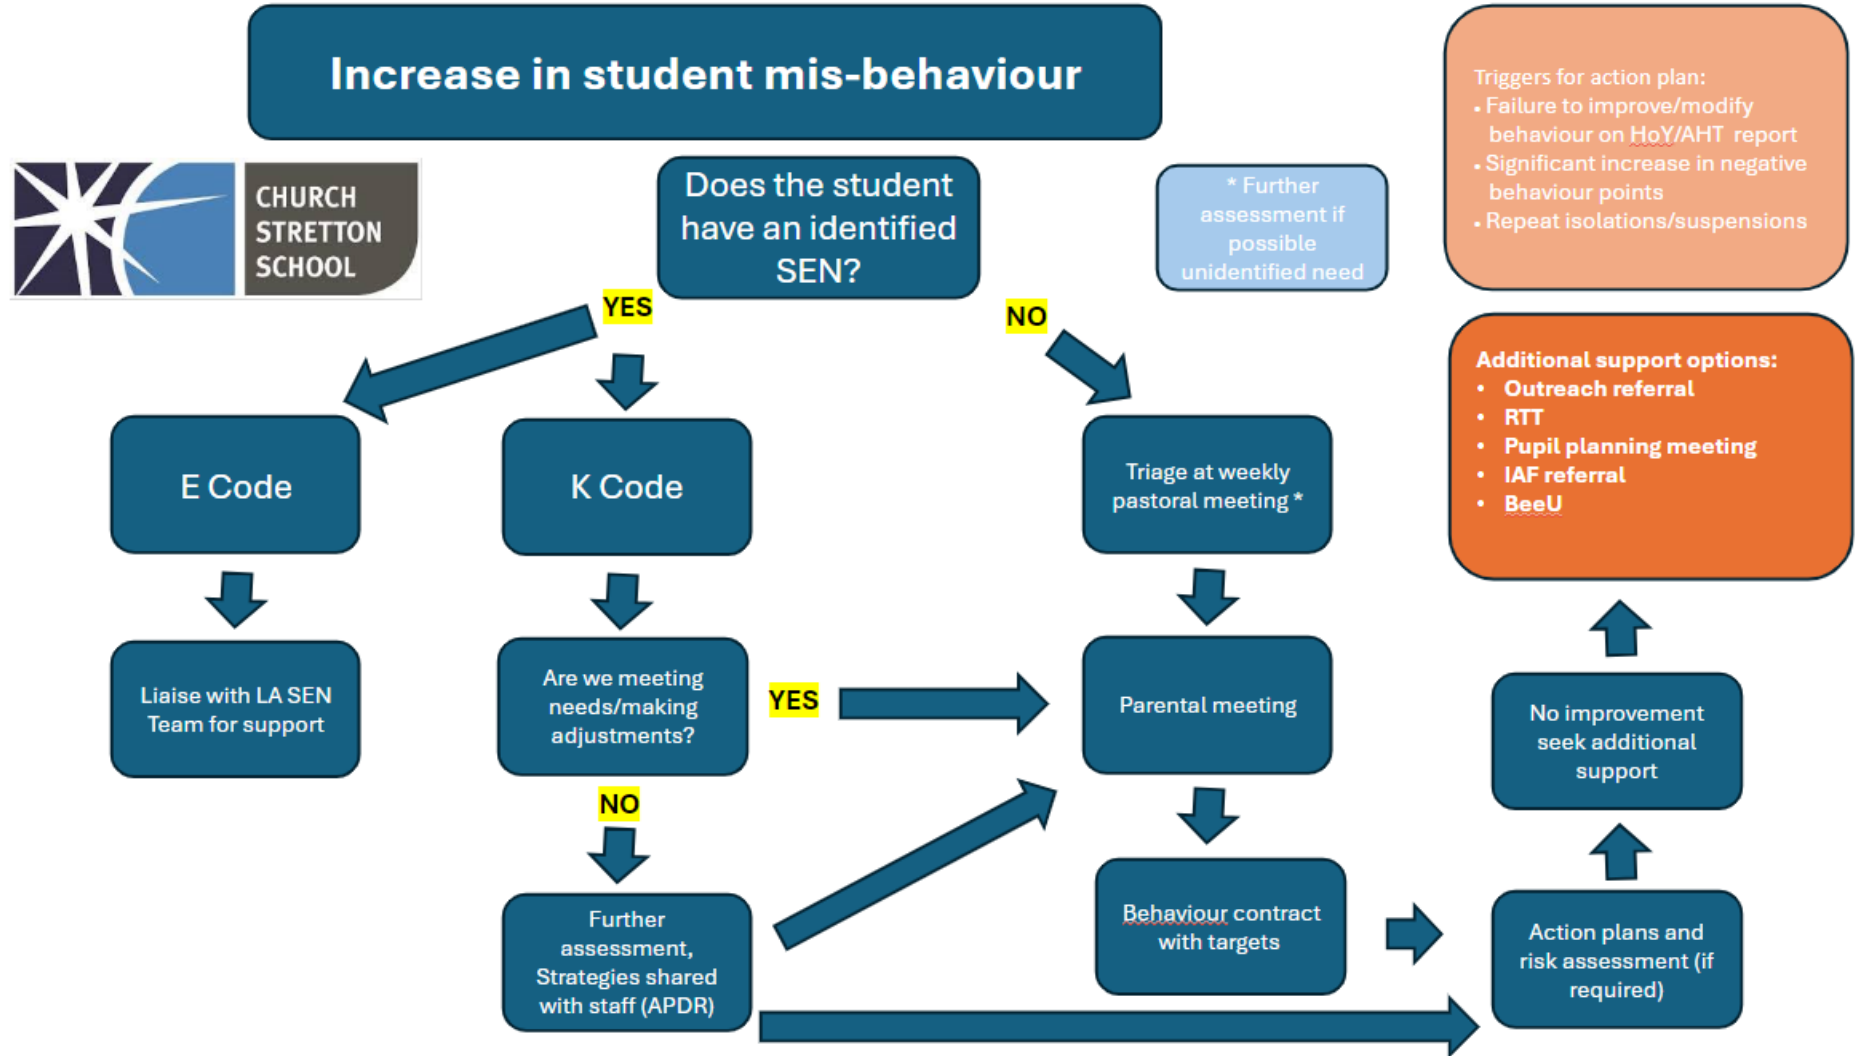 Increase in student mis-behaviour
CHURCH
STRETTON
SCHOOL
Does the student
have an identified
SEN?
* Further
assessment if
possible
unidentified need
Triggers for action plan:
• Failure to improve/modify
behaviour on HoY/AHT report
• Significant increase in negative
behaviour points
• Repeat isolations/suspensions
YES
NO
E Code
K Code
Triage at weekly
pastoral meeting *
Additional support options:
• Outreach referral
• RTT
• Pupil planning meeting
• IAF referral
• BeeU
Liaise with LA SEN
Team for support
Are we meeting
needs/making
adjustments?
YES
Parental meeting
No improvement
seek additional
support
NO
Further
assessment,
Strategies shared
with staff (APDR)
Behaviour contract
with targets
Action plans and
risk assessment (if
required)